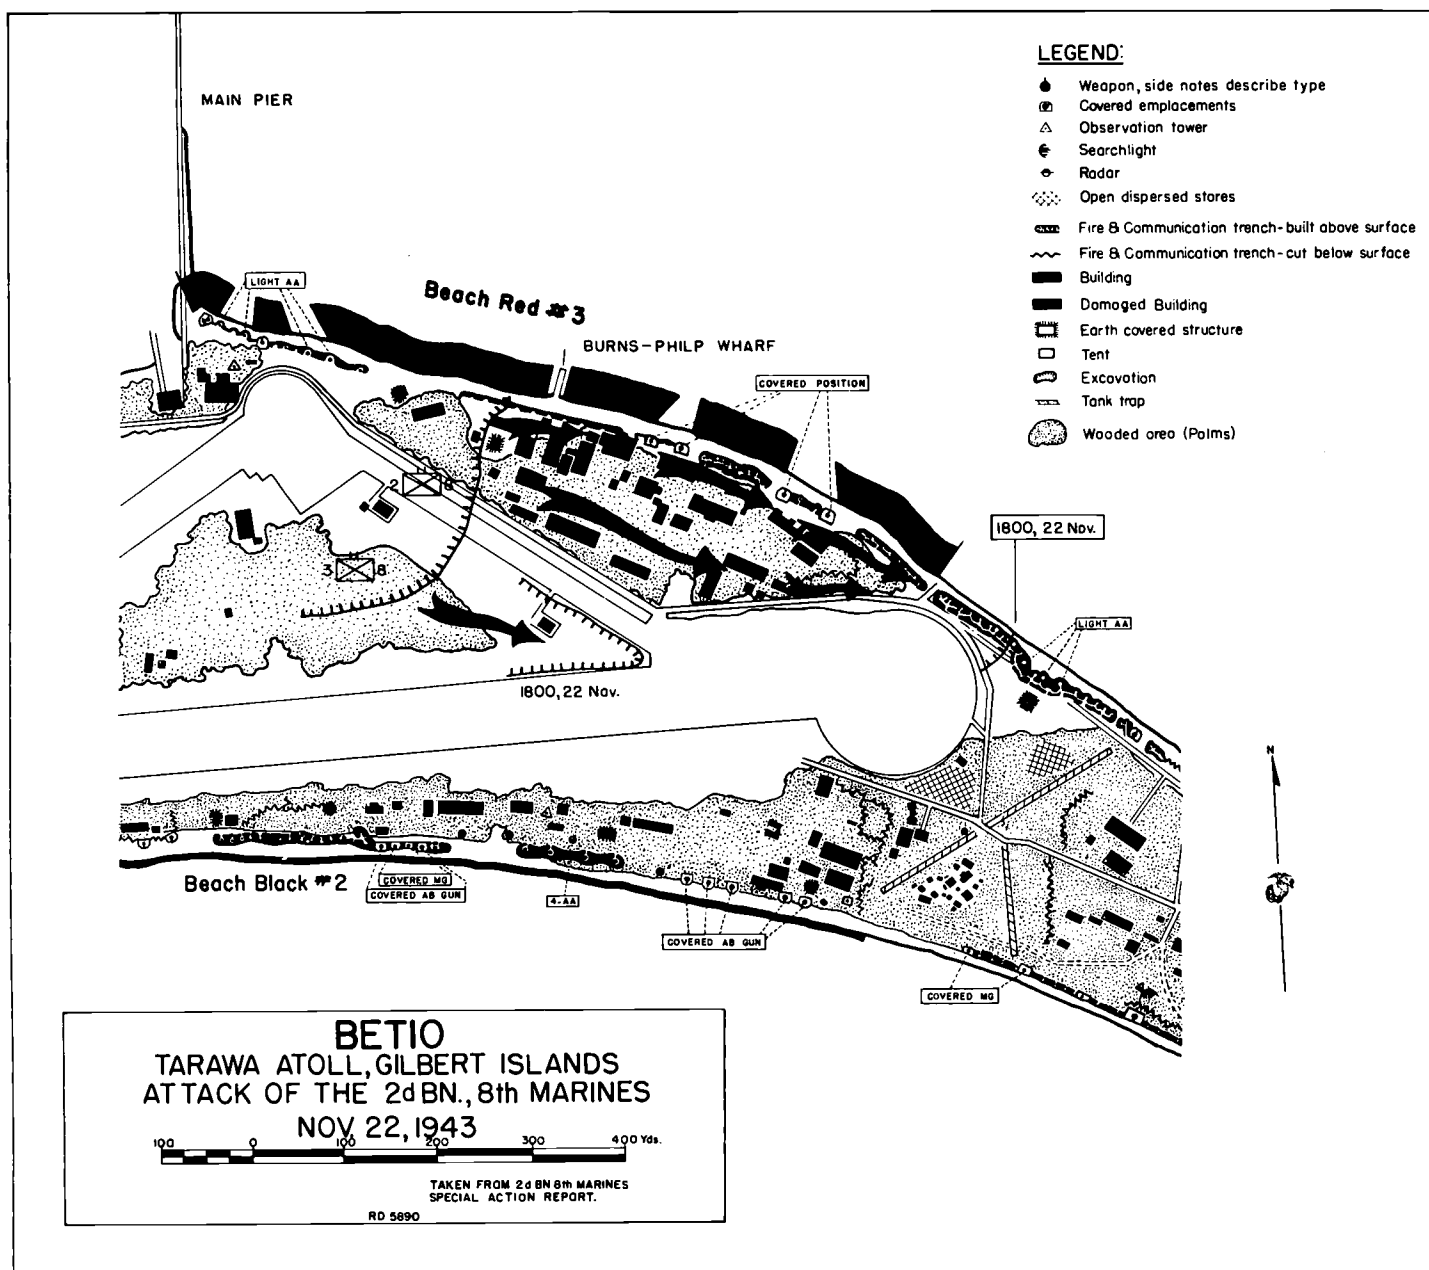 MAIN PIER
LIGHT AA
Beach Red #3
BURNS-PHILP WHARF
COVERED POSITION
LEGEND:
Weapon, side notes describe type
Covered emplacements
Observation tower
Searchlight
Radar
Open dispersed stores
Fire & Communication trench-built above surface
Fire & Communication trench-cut below surface
Building
Damaged Building
Earth covered structure
Tent
Excavation
Tank trap
Wooded area (Palms)
2 8
3 8
1800, 22 Nov.
LIGHT AA
1800, 22 Nov.
N
Beach Black #2
COVERED MG
COVERED AB GUN
4-AA
COVERED AB GUN
COVERED MG
BETIO
TARAWA ATOLL, GILBERT ISLANDS
ATTACK OF THE 2d BN., 8th MARINES
NOV. 22, 1943
100 0 100 200 300 400 Yds.
TAKEN FROM 2d BN 8th MARINES
SPECIAL ACTION REPORT.
RD 5890